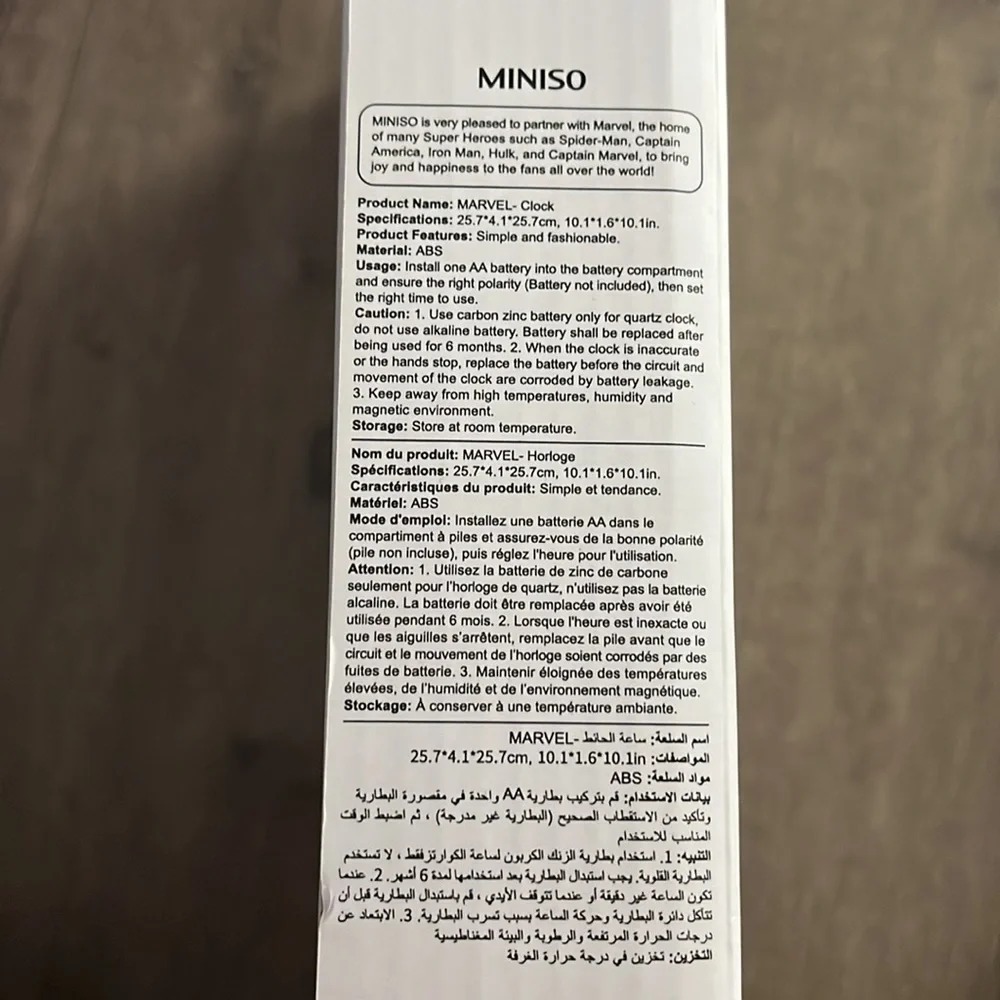 MINISO
MINISO is very pleased to partner with Marvel, the home
of many Super Heroes such as Spider-Man, Captain
America, Iron Man, Hulk, and Captain Marvel, to bring
joy and happiness to the fans all over the world!
Product Name: MARVEL- Clock
Specifications: 25.7*4.1*25.7cm, 10.1*1.6*10.1in.
Product Features: Simple and fashionable.
Material: ABS
Usage: Install one AA battery into the battery compartment
and ensure the right polarity (Battery not included), then set
the right time to use.
Caution: 1. Use carbon zinc battery only for quartz clock,
do not use alkaline battery. Battery shall be replaced after
being used for 6 months. 2. When the clock is inaccurate
or the hands stop, replace the battery before the circuit and
movement of the clock are corroded by battery leakage.
3. Keep away from high temperatures, humidity and
magnetic environment.
Storage: Store at room temperature.
Nom du produit: MARVEL- Horloge
Spécifications: 25.7*4.1*25.7cm, 10.1*1.6*10.1in.
Caractéristiques du produit: Simple et tendance.
Matériel: ABS
Mode d'emploi: Installez une batterie AA dans le
compartiment à piles et assurez-vous de la bonne polarité
(pile non incluse), puis réglez l'heure pour l'utilisation.
Attention: 1. Utilisez la batterie de zinc de carbone
seulement pour l'horloge de quartz, n'utilisez pas la batterie
alcaline. La batterie doit être remplacée après avoir été
utilisée pendant 6 mois. 2. Lorsque l'heure est inexacte ou
que les aiguilles s'arrêtent, remplacez la pile avant que le
circuit et le mouvement de l'horloge soient corrodés par des
fuites de batterie. 3. Maintenir éloignée des températures
élevées, de l'humidité et de l'environnement magnétique.
Stockage: À conserver à une température ambiante.
اسم السلعة: ساعة الحائط -MARVEL
المواصفات: 25.7*4.1*25.7cm, 10.1*1.6*10.1in
مواد السلعة: ABS
بيانات الاستخدام: قم بتركيب بطارية AA واحدة في مقصورة البطارية
وتأكيد من الاستقطاب الصحيح (البطارية غير مدرجة) ، ثم اضبط الوقت
المناسب للاستخدام
التنبيه: 1. استخدام بطارية الزنك الكربون لساعة الكوارتز فقط ، لا تستخدم
البطارية القلوية. يجب استبدال البطارية بعد استخدامها لمدة 6 أشهر. 2. عندما
تكون الساعة غير دقيقة أو عندما تتوقف الأيدي ، قم باستبدال البطارية قبل أن
تتآكل دائرة البطارية وحركة الساعة بسبب تسرب البطارية. 3. الابتعاد عن
درجات الحرارة المرتفعة والرطوبة والبيئة المغناطيسية
التخزين: تخزين في درجة حرارة الغرفة